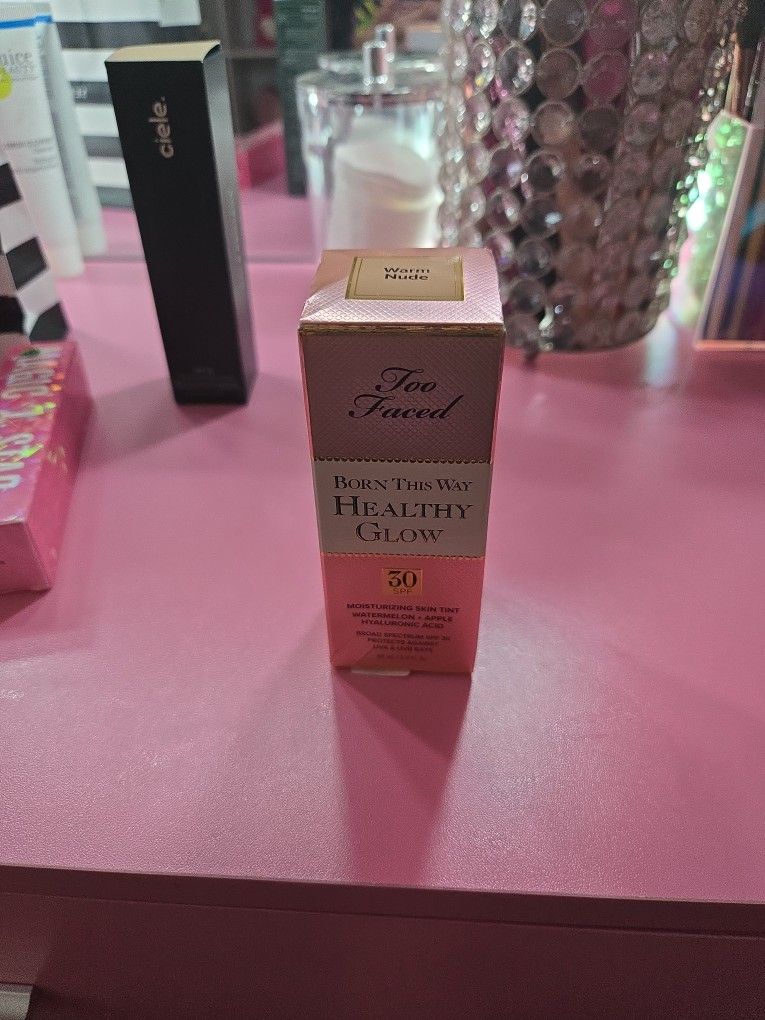 juice
ciele.
Warm
Nude
Too
Faced
BORN THIS WAY
HEALTHY
GLOW
30
SPF
MOISTURIZING SKIN TINT
WATERMELON + APPLE
HYALURONIC ACID
BROAD SPECTRUM SPF 30
PROTECTS AGAINST
UVA & UVB RAYS